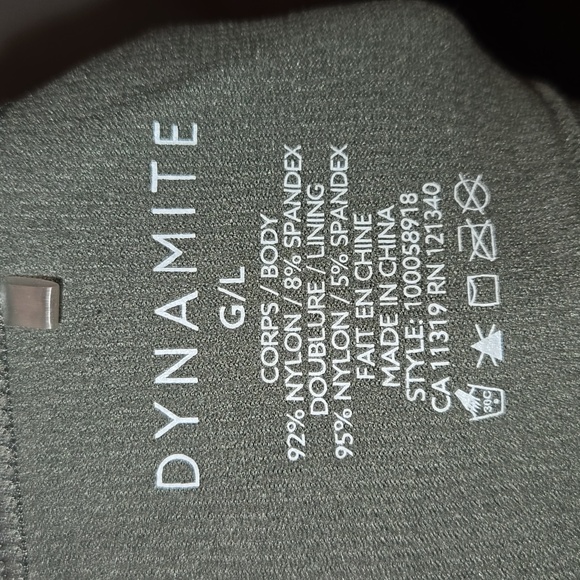 DYNAMITE
G/L
CORPS / BODY
92% NYLON / 8% SPANDEX
DOUBLURE / LINING
95% NYLON / 5% SPANDEX
FAIT EN CHINE
MADE IN CHINA
STYLE: 100058918
CA 11319 RN 121340
30C